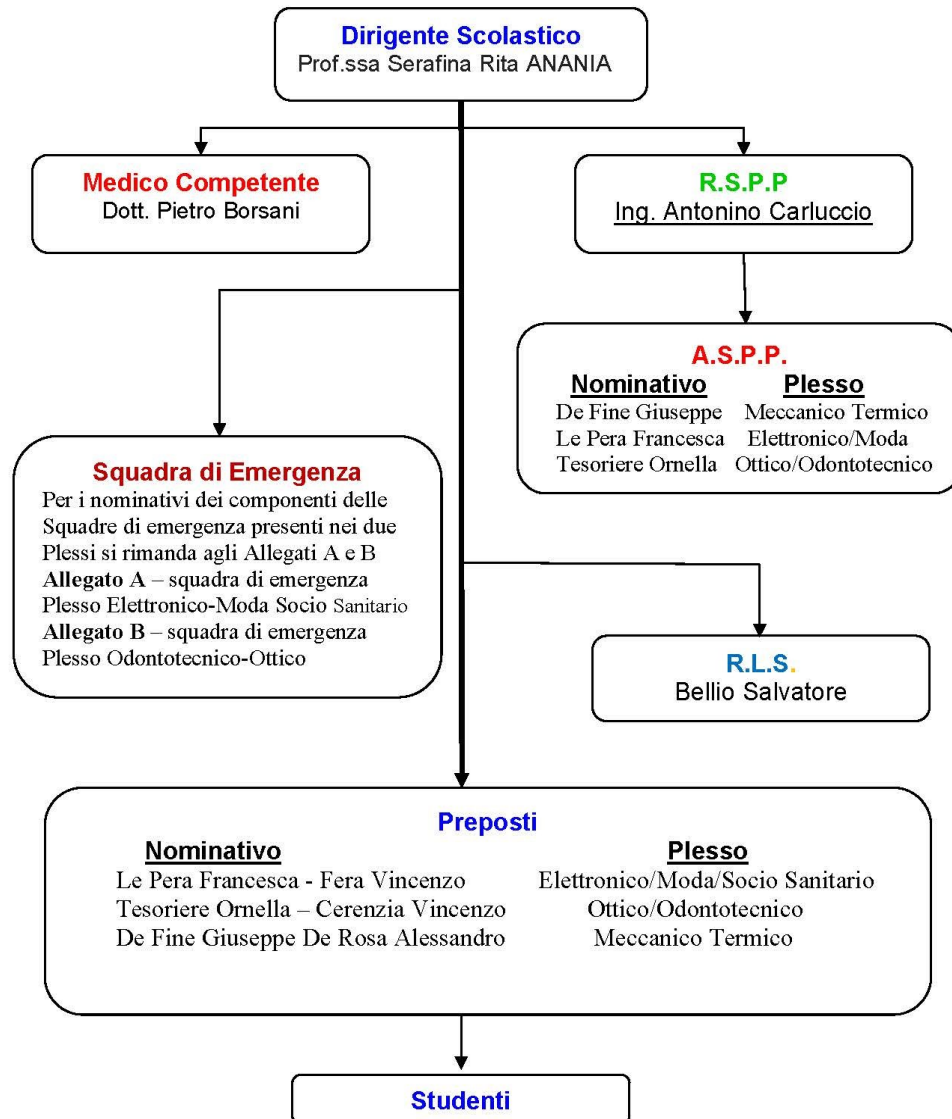 Dirigente Scolastico
Prof.ssa Serafina Rita ANANIA
Medico Competente
Dott. Pietro Borsani
R.S.P.P
Ing. Antonino Carluccio
A.S.P.P.
Nominativo Plesso
De Fine Giuseppe Meccanico Termico
Le Pera Francesca Elettronico/Moda
Tesoriere Ornella Ottico/Odontotecnico
Squadra di Emergenza
Per i nominativi dei componenti delle
Squadre di emergenza presenti nei due
Plessi si rimanda agli Allegati A e B
Allegato A – squadra di emergenza
Plesso Elettronico-Moda Socio Sanitario
Allegato B – squadra di emergenza
Plesso Odontotecnico-Ottico
R.L.S.
Bellio Salvatore
Preposti
Nominativo Plesso
Le Pera Francesca - Fera Vincenzo Elettronico/Moda/Socio Sanitario
Tesoriere Ornella – Cerenzia Vincenzo Ottico/Odontotecnico
De Fine Giuseppe De Rosa Alessandro Meccanico Termico
Studenti